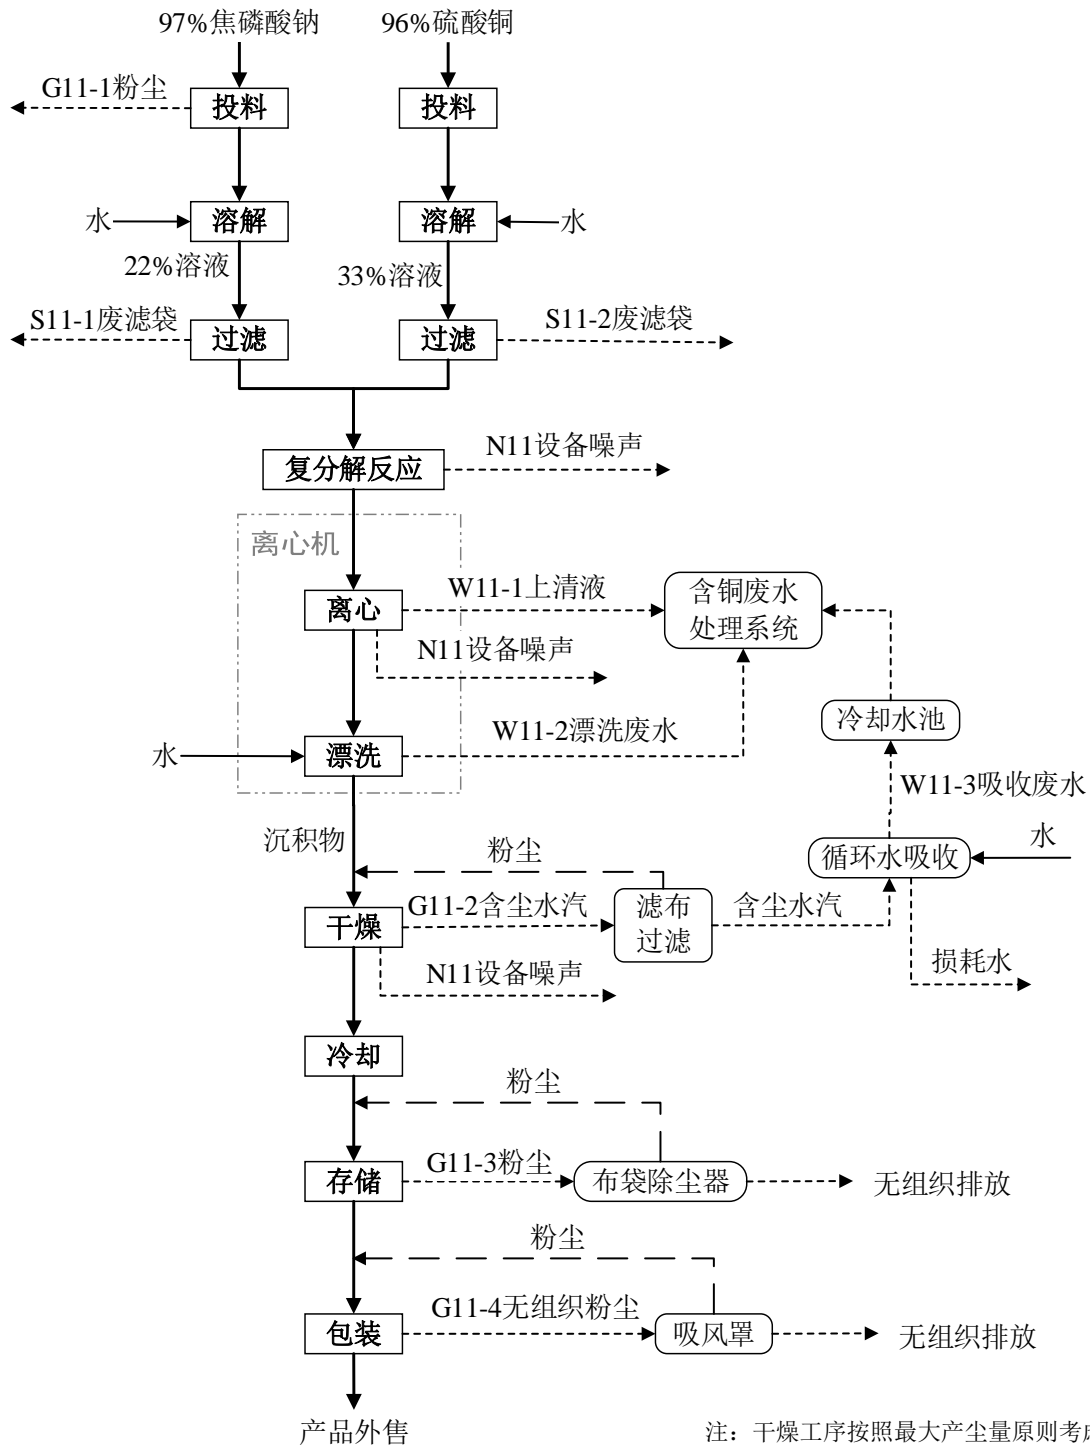 97%焦磷酸钠
96%硫酸铜
G11-1粉尘
投料
投料
水
溶解
溶解
水
22%溶液
33%溶液
S11-1废滤袋
过滤
过滤
S11-2废滤袋
复分解反应
N11设备噪声
离心机
离心
W11-1上清液
含铜废水
处理系统
N11设备噪声
冷却水池
水
漂洗
W11-2漂洗废水
W11-3吸收废水
沉积物
粉尘
循环水吸收
水
干燥
G11-2含尘水汽
滤布
过滤
含尘水汽
N11设备噪声
损耗水
冷却
粉尘
存储
G11-3粉尘
布袋除尘器
无组织排放
粉尘
包装
G11-4无组织粉尘
吸风罩
无组织排放
产品外售
注：干燥工序按照最大产尘量原则考